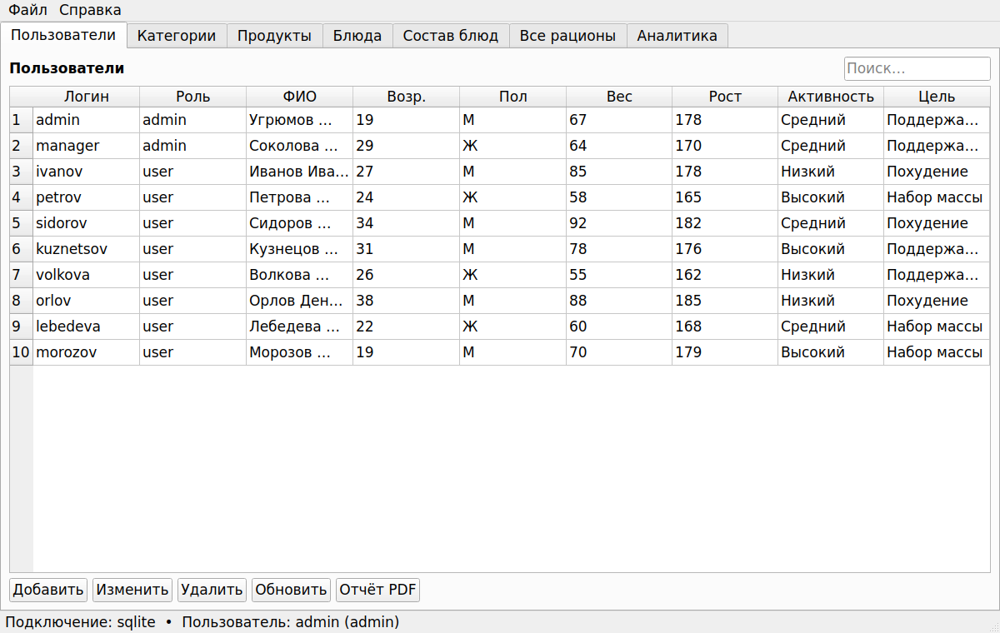 Файл Справка
Пользователи Категории Продукты Блюда Состав блюд Все рационы Аналитика
Пользователи Поиск...
Логин Роль ФИО Возр. Пол Вес Рост Активность Цель
1 admin admin Угрюмов ... 19 М 67 178 Средний Поддержа...
2 manager admin Соколова ... 29 Ж 64 170 Средний Поддержа...
3 ivanov user Иванов Ива... 27 М 85 178 Низкий Похудение
4 petrov user Петрова ... 24 Ж 58 165 Высокий Набор массы
5 sidorov user Сидоров ... 34 М 92 182 Средний Похудение
6 kuznetsov user Кузнецов ... 31 М 78 176 Высокий Поддержа...
7 volkova user Волкова ... 26 Ж 55 162 Низкий Поддержа...
8 orlov user Орлов Ден... 38 М 88 185 Низкий Похудение
9 lebedeva user Лебедева ... 22 Ж 60 168 Средний Набор массы
10 morozov user Морозов ... 19 М 70 179 Высокий Набор массы
Добавить Изменить Удалить Обновить Отчёт PDF
Подключение: sqlite • Пользователь: admin (admin)